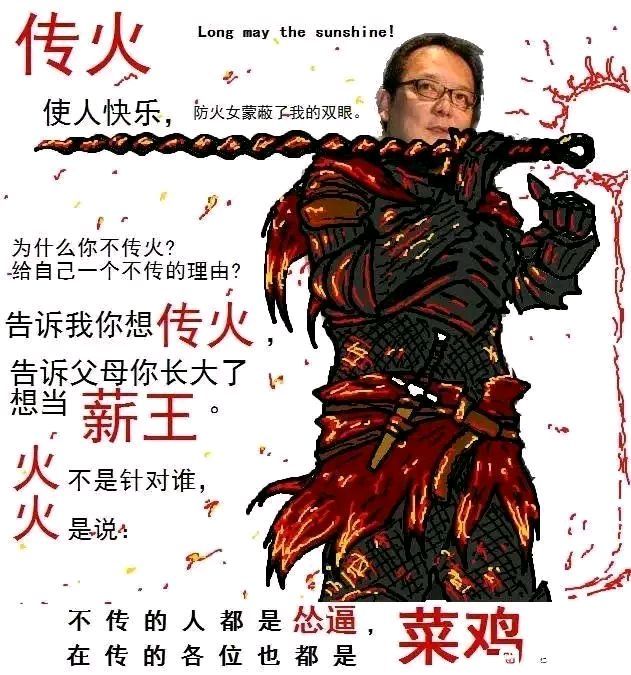 传火
Long may the sunshine!
使人快乐，防火女蒙蔽了我的双眼。
为什么你不传火？
给自己一个不传的理由？
告诉我你想传火，
告诉父母你长大了
想当薪王。
火不是针对谁，
火是说：
不传的人都是怂逼，
在传的各位也都是菜鸡。